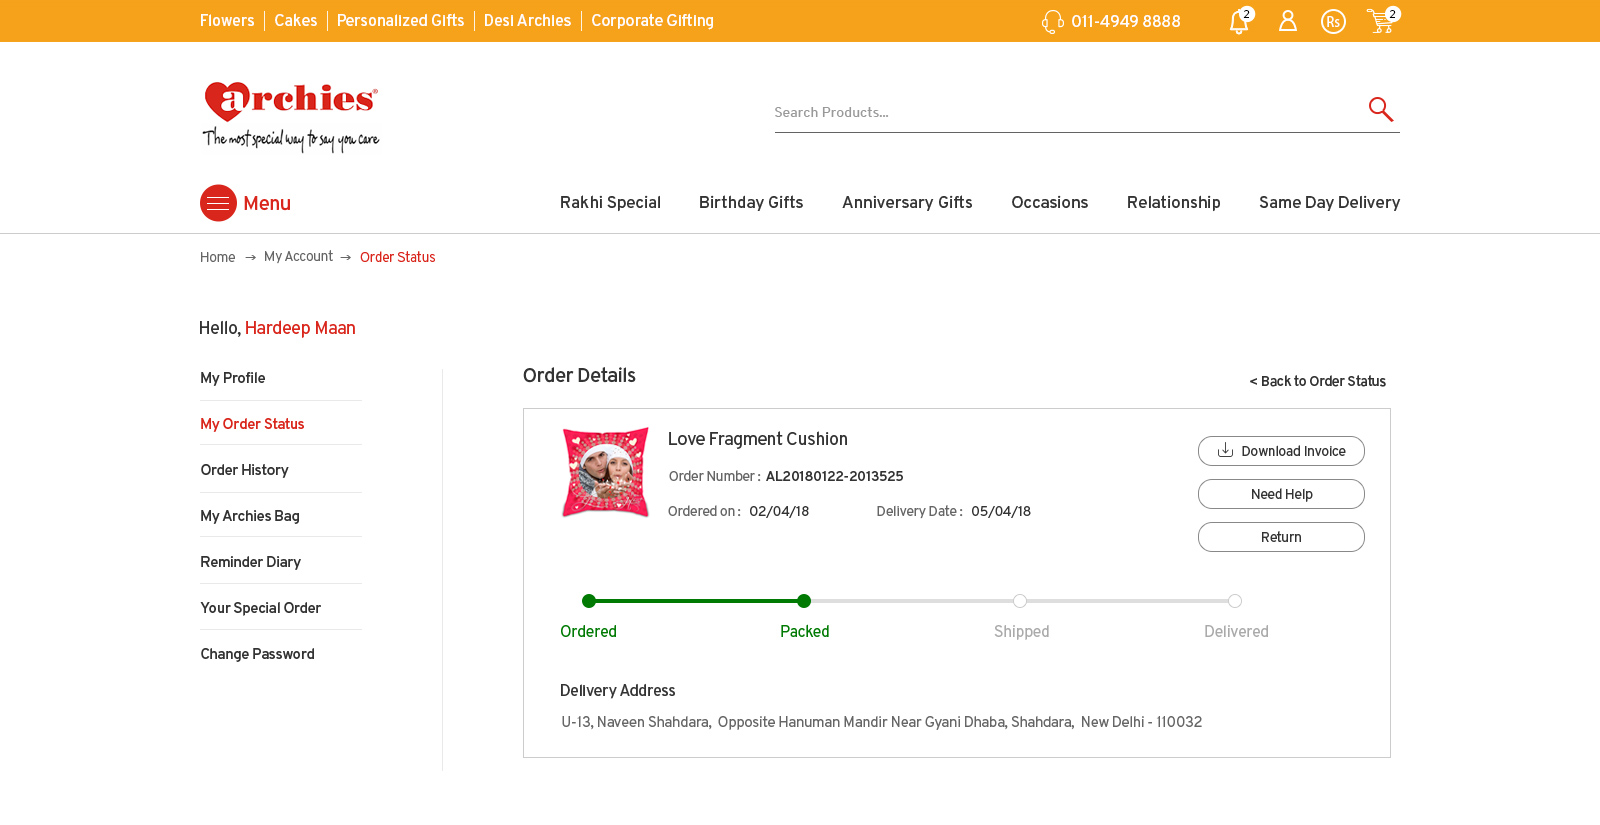 Flowers Cakes Personalized Gifts Desi Archies Corporate Gifting 011-4949 8888 2 Rs 2
archies®
The most special way to say you care
Search Products...
Menu Rakhi Special Birthday Gifts Anniversary Gifts Occasions Relationship Same Day Delivery
Home → My Account → Order Status
Hello, Hardeep Maan
My Profile
My Order Status
Order History
My Archies Bag
Reminder Diary
Your Special Order
Change Password
Order Details
< Back to Order Status
Love Fragment Cushion
Order Number : AL20180122-2013525
Ordered on : 02/04/18 Delivery Date : 05/04/18
Download Invoice
Need Help
Return
Ordered Packed Shipped Delivered
Delivery Address
U-13, Naveen Shahdara, Opposite Hanuman Mandir Near Gyani Dhaba, Shahdara, New Delhi - 110032